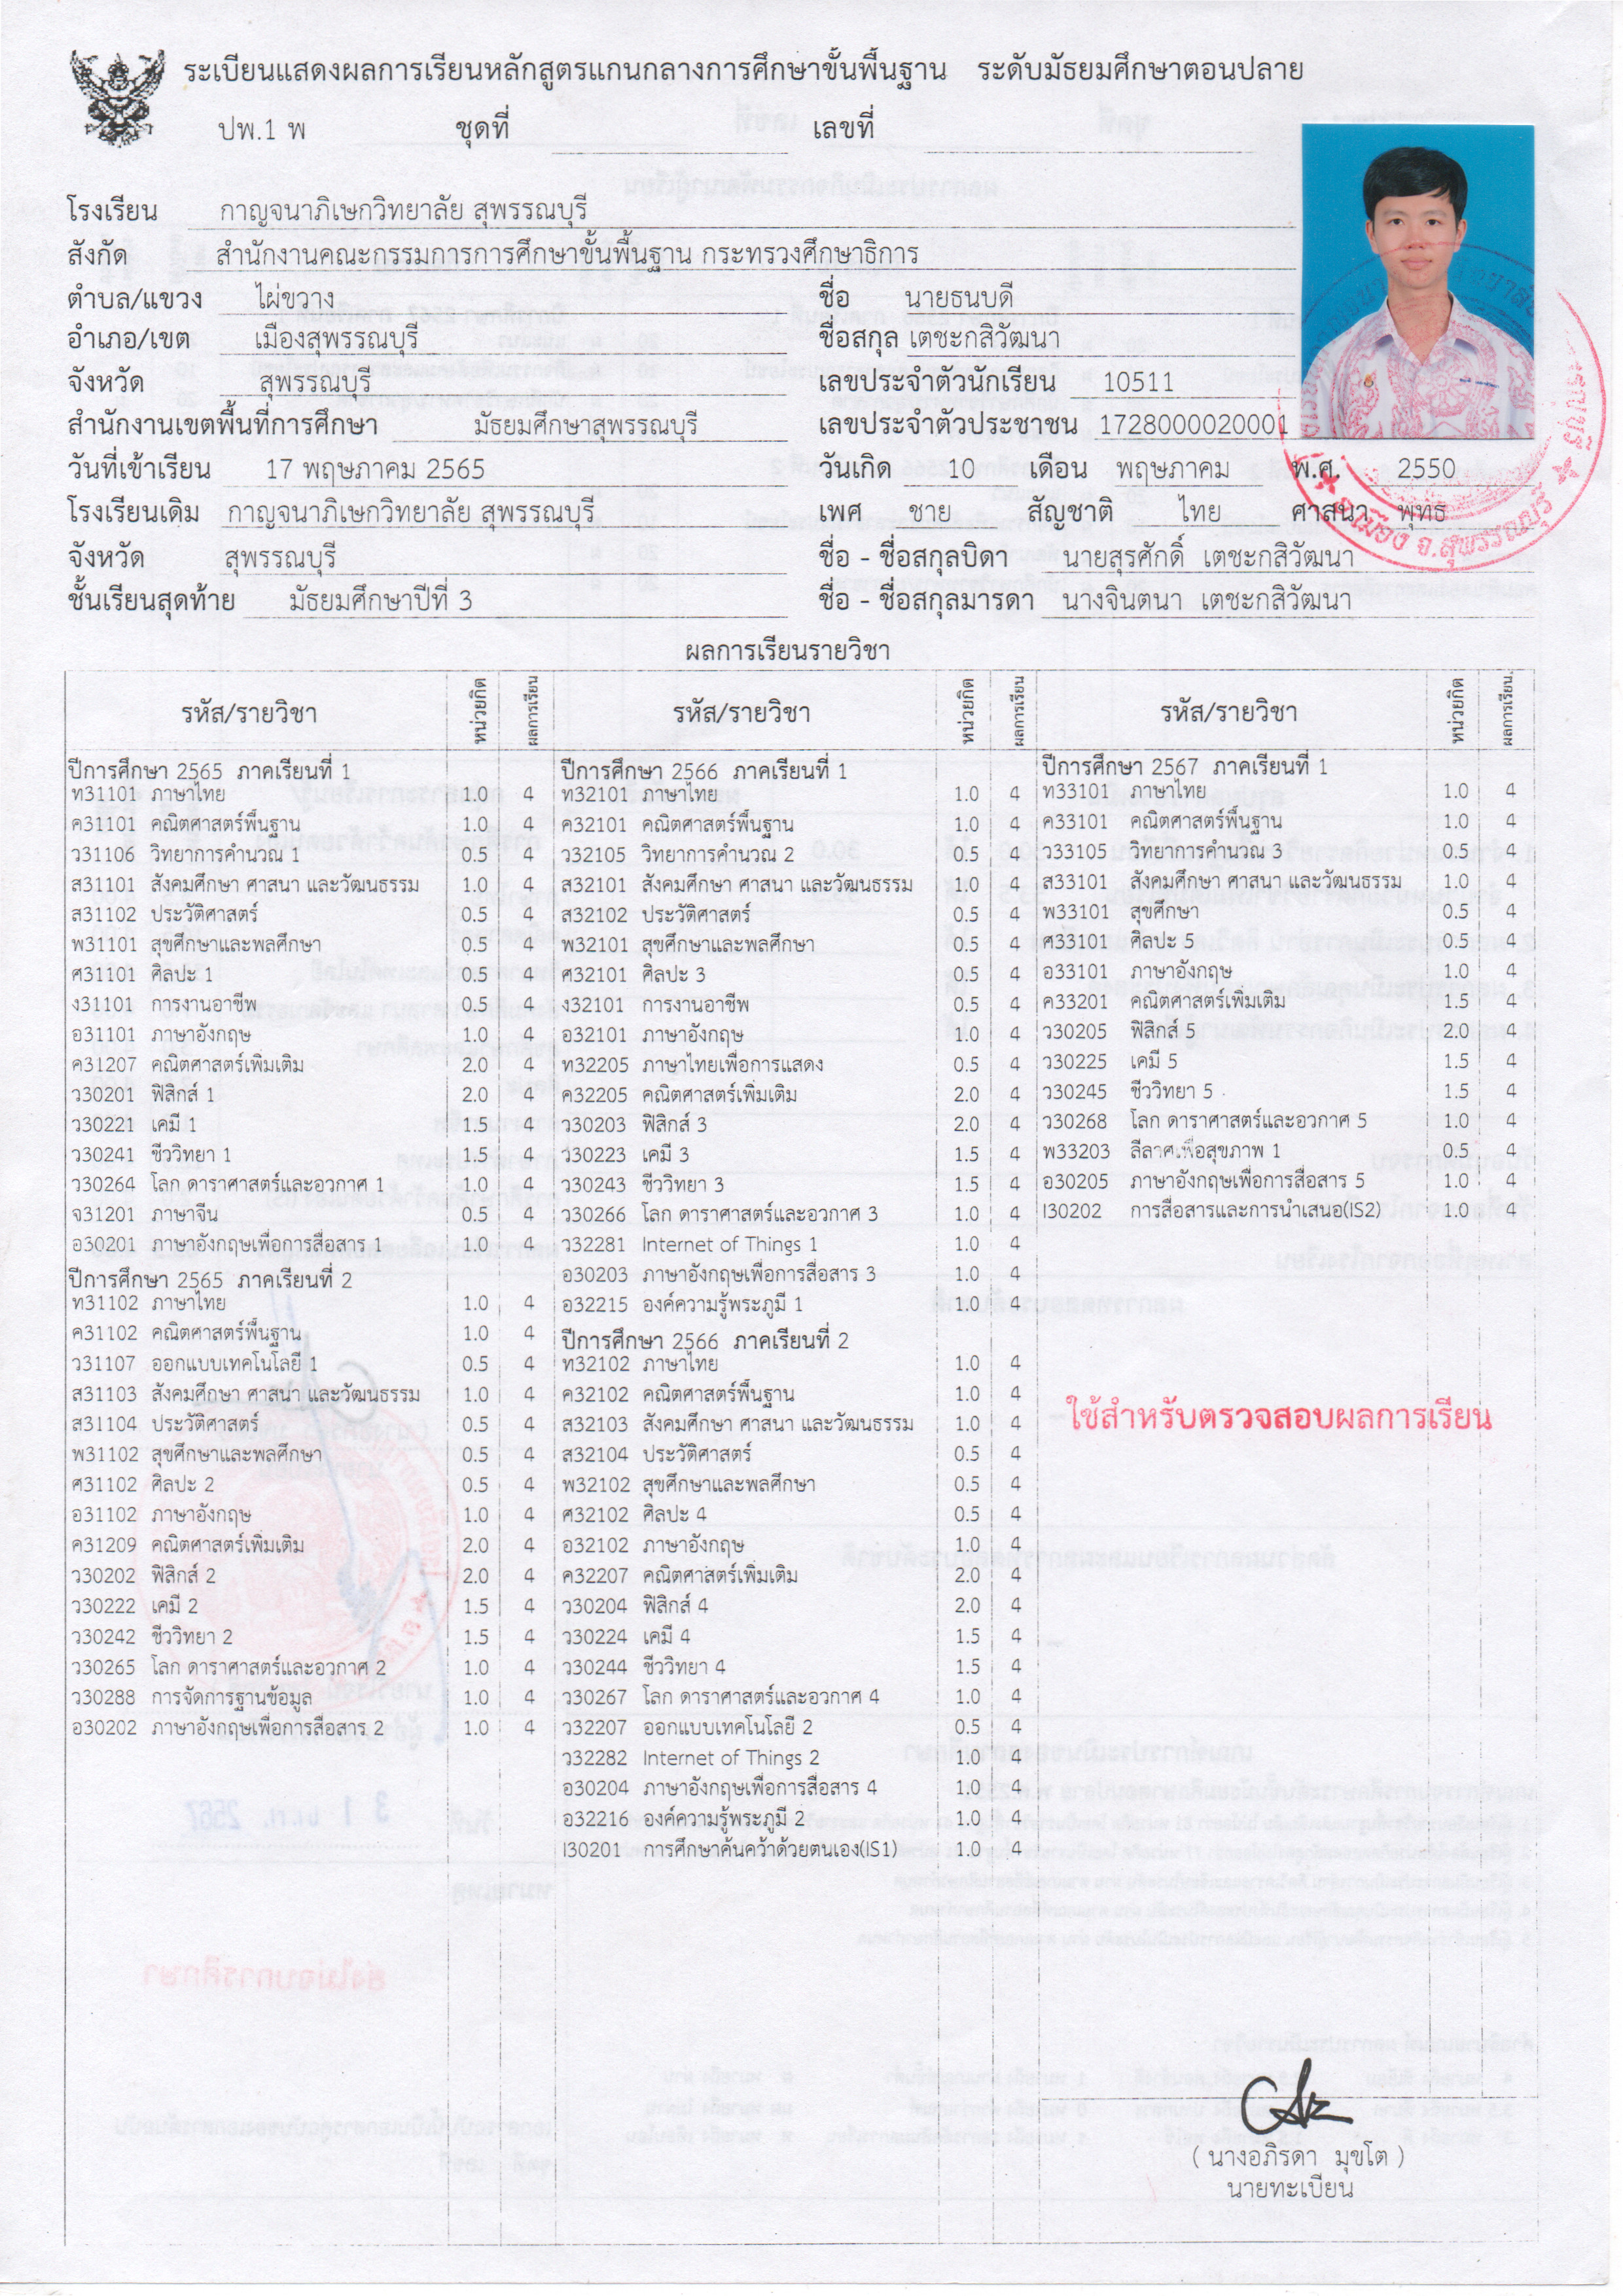 ระเบียนแสดงผลการเรียนหลักสูตรแกนกลางการศึกษาขั้นพื้นฐาน ระดับมัธยมศึกษาตอนปลาย
ปพ.1 พ ชุดที่ เลขที่
โรงเรียน กาญจนาภิเษกวิทยาลัย สุพรรณบุรี
สังกัด สำนักงานคณะกรรมการการศึกษาขั้นพื้นฐาน กระทรวงศึกษาธิการ
ตำบล/แขวง ไผ่ขวาง
อำเภอ/เขต เมืองสุพรรณบุรี
จังหวัด สุพรรณบุรี
สำนักงานเขตพื้นที่การศึกษา มัธยมศึกษาสุพรรณบุรี
วันที่เข้าเรียน 17 พฤษภาคม 2565
โรงเรียนเดิม กาญจนาภิเษกวิทยาลัย สุพรรณบุรี
จังหวัด สุพรรณบุรี
ชั้นเรียนสุดท้าย มัธยมศึกษาปีที่ 3
ชื่อ นายธนบดี
ชื่อสกุล เตชะกสิวัฒนา
เลขประจำตัวนักเรียน 10511
เลขประจำตัวประชาชน 1728000020001
วันเกิด 10 เดือน พฤษภาคม พ.ศ. 2550
เพศ ชาย สัญชาติ ไทย ศาสนา พุทธ
ชื่อ - ชื่อสกุลบิดา นายสุรศักดิ์ เตชะกสิวัฒนา
ชื่อ - ชื่อสกุลมารดา นางจินตนา เตชะกสิวัฒนา
อ.เมือง จ.สุพรรณบุรี
ผลการเรียนรายวิชา
รหัส/รายวิชา หน่วยกิต ผลการเรียน
ปีการศึกษา 2565 ภาคเรียนที่ 1
ท31101 ภาษาไทย 1.0 4
ค31101 คณิตศาสตร์พื้นฐาน 1.0 4
ว31106 วิทยาการคำนวณ 1 0.5 4
ส31101 สังคมศึกษา ศาสนา และวัฒนธรรม 1.0 4
ส31102 ประวัติศาสตร์ 0.5 4
พ31101 สุขศึกษาและพลศึกษา 0.5 4
ศ31101 ศิลปะ 1 0.5 4
ง31101 การงานอาชีพ 0.5 4
อ31101 ภาษาอังกฤษ 1.0 4
ค31207 คณิตศาสตร์เพิ่มเติม 2.0 4
ว30201 ฟิสิกส์ 1 2.0 4
ว30221 เคมี 1 1.5 4
ว30241 ชีววิทยา 1 1.5 4
ว30264 โลก ดาราศาสตร์และอวกาศ 1 1.0 4
จ31201 ภาษาจีน 0.5 4
อ30201 ภาษาอังกฤษเพื่อการสื่อสาร 1 1.0 4
ปีการศึกษา 2565 ภาคเรียนที่ 2
ท31102 ภาษาไทย 1.0 4
ค31102 คณิตศาสตร์พื้นฐาน 1.0 4
ว31107 ออกแบบเทคโนโลยี 1 0.5 4
ส31103 สังคมศึกษา ศาสนา และวัฒนธรรม 1.0 4
ส31104 ประวัติศาสตร์ 0.5 4
พ31102 สุขศึกษาและพลศึกษา 0.5 4
ศ31102 ศิลปะ 2 0.5 4
อ31102 ภาษาอังกฤษ 1.0 4
ค31209 คณิตศาสตร์เพิ่มเติม 2.0 4
ว30202 ฟิสิกส์ 2 2.0 4
ว30222 เคมี 2 1.5 4
ว30242 ชีววิทยา 2 1.5 4
ว30265 โลก ดาราศาสตร์และอวกาศ 2 1.0 4
ว30288 การจัดการฐานข้อมูล 1.0 4
อ30202 ภาษาอังกฤษเพื่อการสื่อสาร 2 1.0 4
รหัส/รายวิชา หน่วยกิต ผลการเรียน
ปีการศึกษา 2566 ภาคเรียนที่ 1
ท32101 ภาษาไทย 1.0 4
ค32101 คณิตศาสตร์พื้นฐาน 1.0 4
ว32105 วิทยาการคำนวณ 2 0.5 4
ส32101 สังคมศึกษา ศาสนา และวัฒนธรรม 1.0 4
ส32102 ประวัติศาสตร์ 0.5 4
พ32101 สุขศึกษาและพลศึกษา 0.5 4
ศ32101 ศิลปะ 3 0.5 4
ง32101 การงานอาชีพ 0.5 4
อ32101 ภาษาอังกฤษ 1.0 4
ท32205 ภาษาไทยเพื่อการแสดง 0.5 4
ค32205 คณิตศาสตร์เพิ่มเติม 2.0 4
ว30203 ฟิสิกส์ 3 2.0 4
ว30223 เคมี 3 1.5 4
ว30243 ชีววิทยา 3 1.5 4
ว30266 โลก ดาราศาสตร์และอวกาศ 3 1.0 4
ว32281 Internet of Things 1 1.0 4
อ30203 ภาษาอังกฤษเพื่อการสื่อสาร 3 1.0 4
อ32215 องค์ความรู้พระภูมี 1 1.0 4
ปีการศึกษา 2566 ภาคเรียนที่ 2
ท32102 ภาษาไทย 1.0 4
ค32102 คณิตศาสตร์พื้นฐาน 1.0 4
ส32103 สังคมศึกษา ศาสนา และวัฒนธรรม 1.0 4
ส32104 ประวัติศาสตร์ 0.5 4
พ32102 สุขศึกษาและพลศึกษา 0.5 4
ศ32102 ศิลปะ 4 0.5 4
อ32102 ภาษาอังกฤษ 1.0 4
ค32207 คณิตศาสตร์เพิ่มเติม 2.0 4
ว30204 ฟิสิกส์ 4 2.0 4
ว30224 เคมี 4 1.5 4
ว30244 ชีววิทยา 4 1.5 4
ว30267 โลก ดาราศาสตร์และอวกาศ 4 1.0 4
ว32207 ออกแบบเทคโนโลยี 2 0.5 4
ว32282 Internet of Things 2 1.0 4
อ30204 ภาษาอังกฤษเพื่อการสื่อสาร 4 1.0 4
อ32216 องค์ความรู้พระภูมี 2 1.0 4
I30201 การศึกษาค้นคว้าด้วยตนเอง(IS1) 1.0 4
รหัส/รายวิชา หน่วยกิต ผลการเรียน
ปีการศึกษา 2567 ภาคเรียนที่ 1
ท33101 ภาษาไทย 1.0 4
ค33101 คณิตศาสตร์พื้นฐาน 1.0 4
ว33105 วิทยาการคำนวณ 3 0.5 4
ส33101 สังคมศึกษา ศาสนา และวัฒนธรรม 1.0 4
พ33101 สุขศึกษา 0.5 4
ศ33101 ศิลปะ 5 0.5 4
อ33101 ภาษาอังกฤษ 1.0 4
ค33201 คณิตศาสตร์เพิ่มเติม 1.5 4
ว30205 ฟิสิกส์ 5 2.0 4
ว30225 เคมี 5 1.5 4
ว30245 ชีววิทยา 5 1.5 4
ว30268 โลก ดาราศาสตร์และอวกาศ 5 1.0 4
พ33203 ลีลาศเพื่อสุขภาพ 1 0.5 4
อ30205 ภาษาอังกฤษเพื่อการสื่อสาร 5 1.0 4
I30202 การสื่อสารและการนำเสนอ(IS2) 1.0 4
ใช้สำหรับตรวจสอบผลการเรียน
( นางอภิรดา มุขโต )
นายทะเบียน